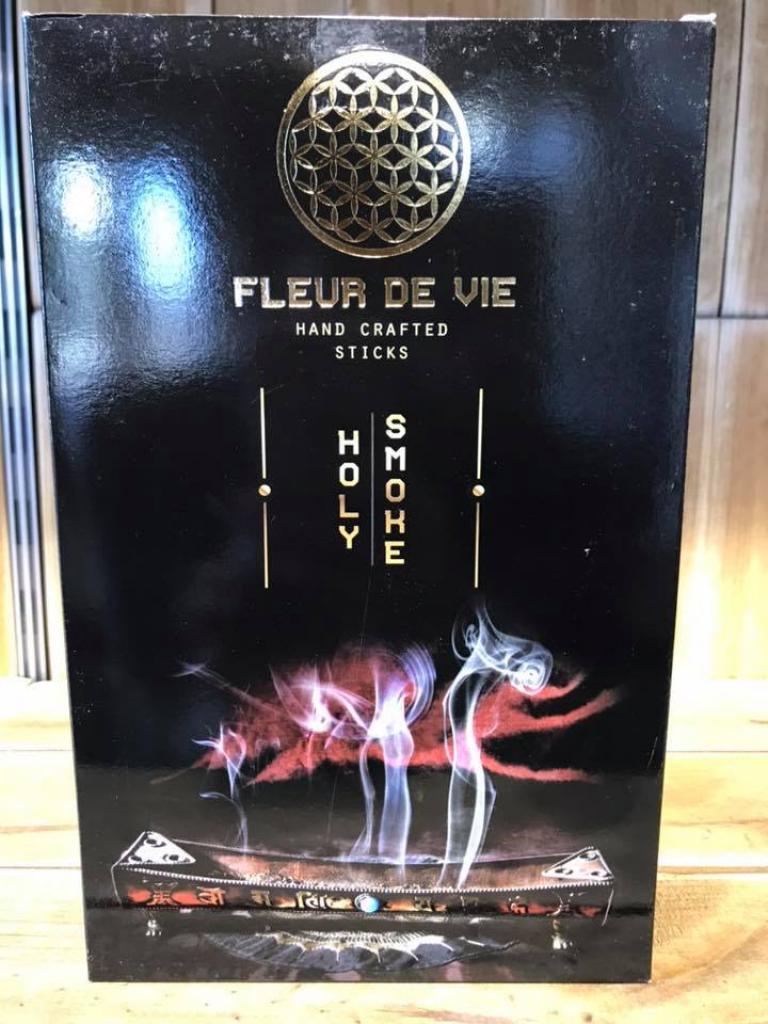 FLEUR DE VIE
HAND CRAFTED
STICKS
HOLY
SMOKE